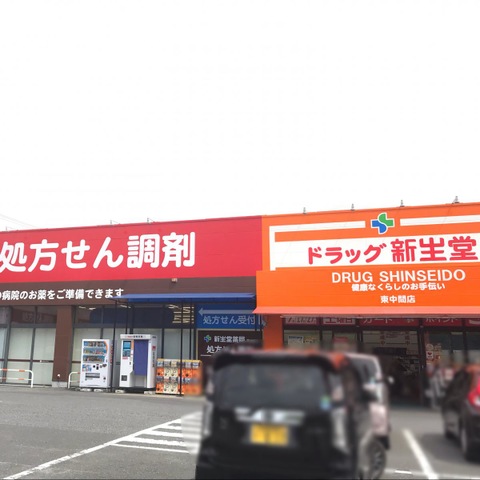 処方せん調剤
病院のお薬をご準備できます
ドラッグ 新生堂
DRUG SHINSEIDO
健康なくらしのお手伝い
東中間店
処方せん受付
新生堂薬局
処方